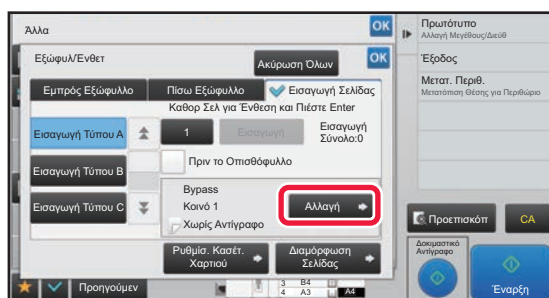 Άλλα
OK
Πρωτότυπο
Αλλαγή Μεγέθους/Διεύθ
Εξώφυλ/Ένθετ
Ακύρωση Όλων
OK
Έξοδος
Μετατ. Περιθ.
Μετατόπιση Θέσης για Περιθώριο
Εμπρός Εξώφυλλο
Πίσω Εξώφυλλο
Εισαγωγή Σελίδας
Καθορ Σελ για Ένθεση και Πιέστε Enter
Εισαγωγή Τύπου Α
1
Εισαγωγή
Εισαγωγή
Σύνολο:0
Πριν το Οπισθόφυλλο
Εισαγωγή Τύπου Β
Bypass
Κοινό 1
Χωρίς Αντίγραφο
Αλλαγή
Εισαγωγή Τύπου C
Προεπισκόπ
CA
Ρυθμίσ. Κασέτ.
Χαρτιού
Διαμόρφωση
Σελίδας
Δοκιμαστικό
Αντίγραφο
Προηγούμεν
3 B4
4 A3
A4
Έναρξη